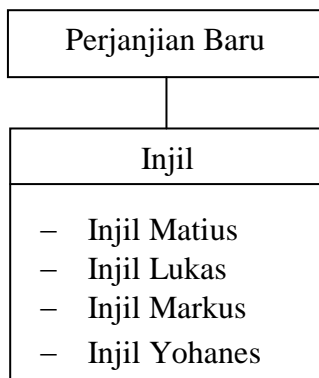 Perjanjian Baru
Injil
– Injil Matius
– Injil Lukas
– Injil Markus
– Injil Yohanes